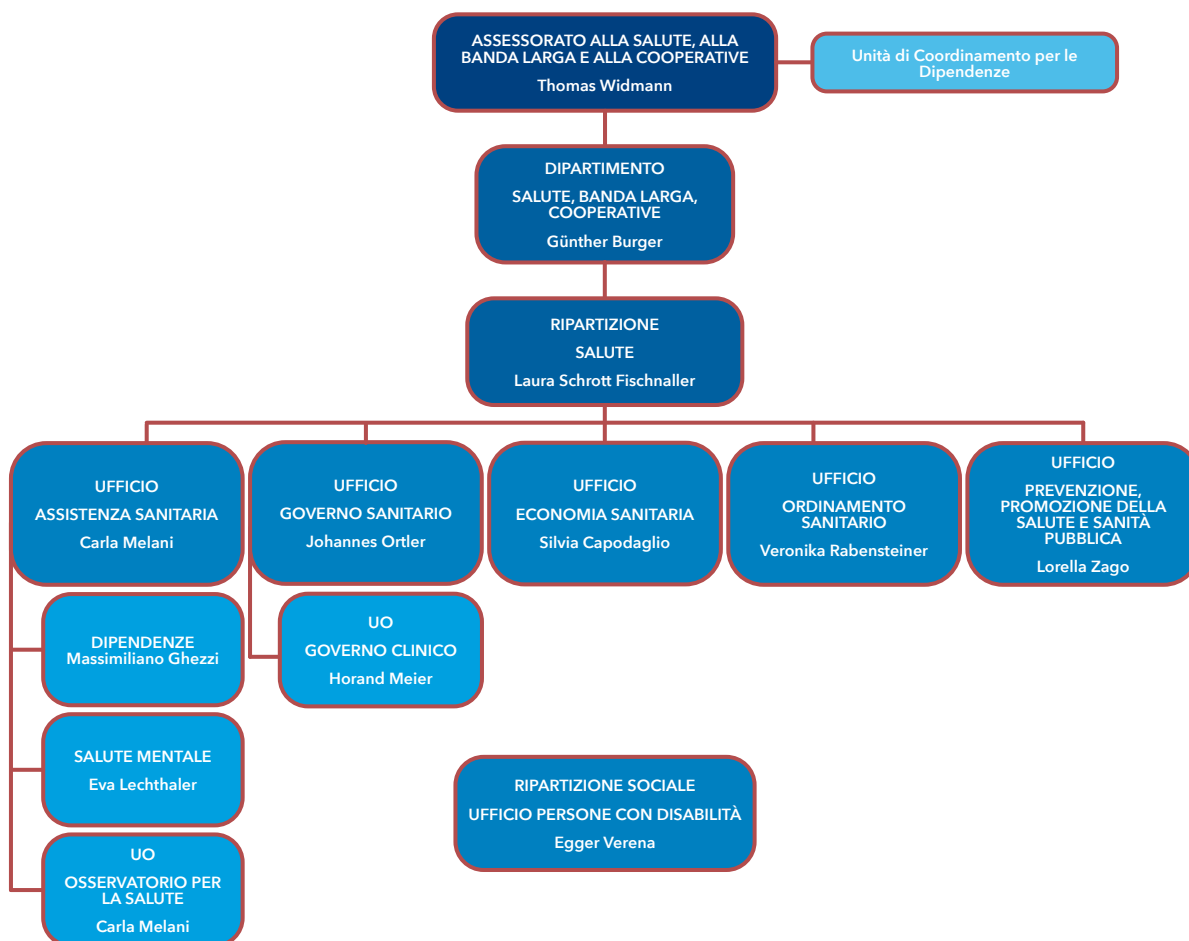 ASSESSORATO ALLA SALUTE, ALLA
BANDA LARGA E ALLA COOPERATIVE
Thomas Widmann
Unità di Coordinamento per le
Dipendenze
DIPARTIMENTO
SALUTE, BANDA LARGA,
COOPERATIVE
Günther Burger
RIPARTIZIONE
SALUTE
Laura Schrott Fischnaller
UFFICIO
ASSISTENZA SANITARIA
Carla Melani
UFFICIO
GOVERNO SANITARIO
Johannes Ortler
UFFICIO
ECONOMIA SANITARIA
Silvia Capodaglio
UFFICIO
ORDINAMENTO
SANITARIO
Veronika Rabensteiner
UFFICIO
PREVENZIONE,
PROMOZIONE DELLA
SALUTE E SANITÀ
PUBBLICA
Lorella Zago
DIPENDENZE
Massimiliano Ghezzi
UO
GOVERNO CLINICO
Horand Meier
SALUTE MENTALE
Eva Lechthaler
RIPARTIZIONE SOCIALE
UFFICIO PERSONE CON DISABILITÀ
Egger Verena
UO
OSSERVATORIO PER
LA SALUTE
Carla Melani